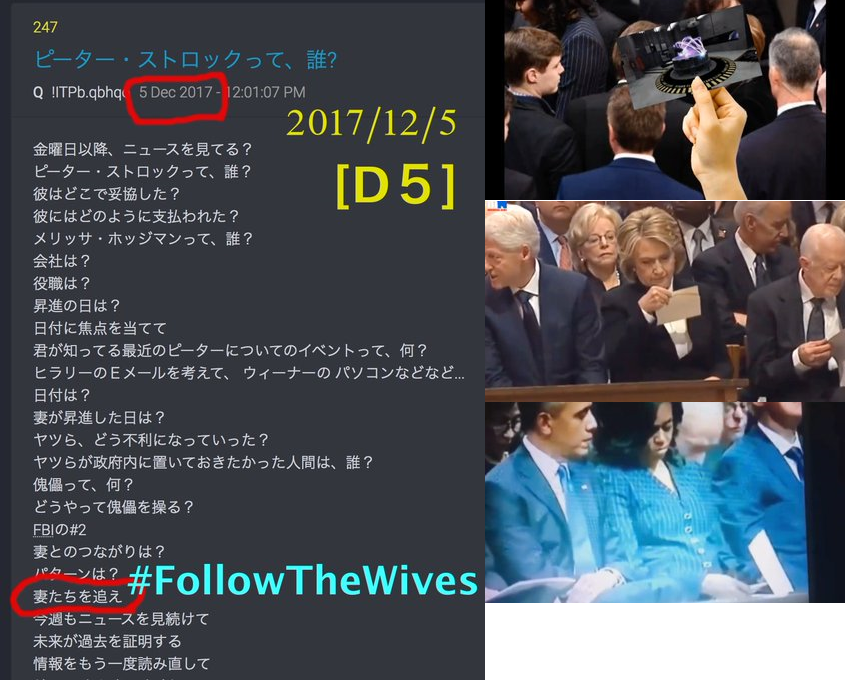 247
ピーター・ストロックって、誰?
Q !ITPb.qbhqo 5 Dec 2017 - 12:01:07 PM
2017/12/5
[D5]
金曜日以降、ニュースを見てる?
ピーター・ストロックって、誰?
彼はどこで妥協した?
彼にはどのように支払われた?
メリッサ・ホッジマンって、誰?
会社は?
役職は?
昇進の日は?
日付に焦点を当てて
君が知ってる最近のピーターについてのイベントって、何?
ヒラリーのEメールを考えて、 ウィーナーの パソコンなどなど...
日付は?
妻が昇進した日は?
ヤツら、どう不利になっていった?
ヤツらが政府内に置いておきたかった人間は、誰?
傀儡って、何?
どうやって傀儡を操る?
FBIの#2
妻とのつながりは?
パターンは?
#FollowTheWives
妻たちを追え
今週もニュースを見続けて
未来が過去を証明する
情報をもう一度読み直して